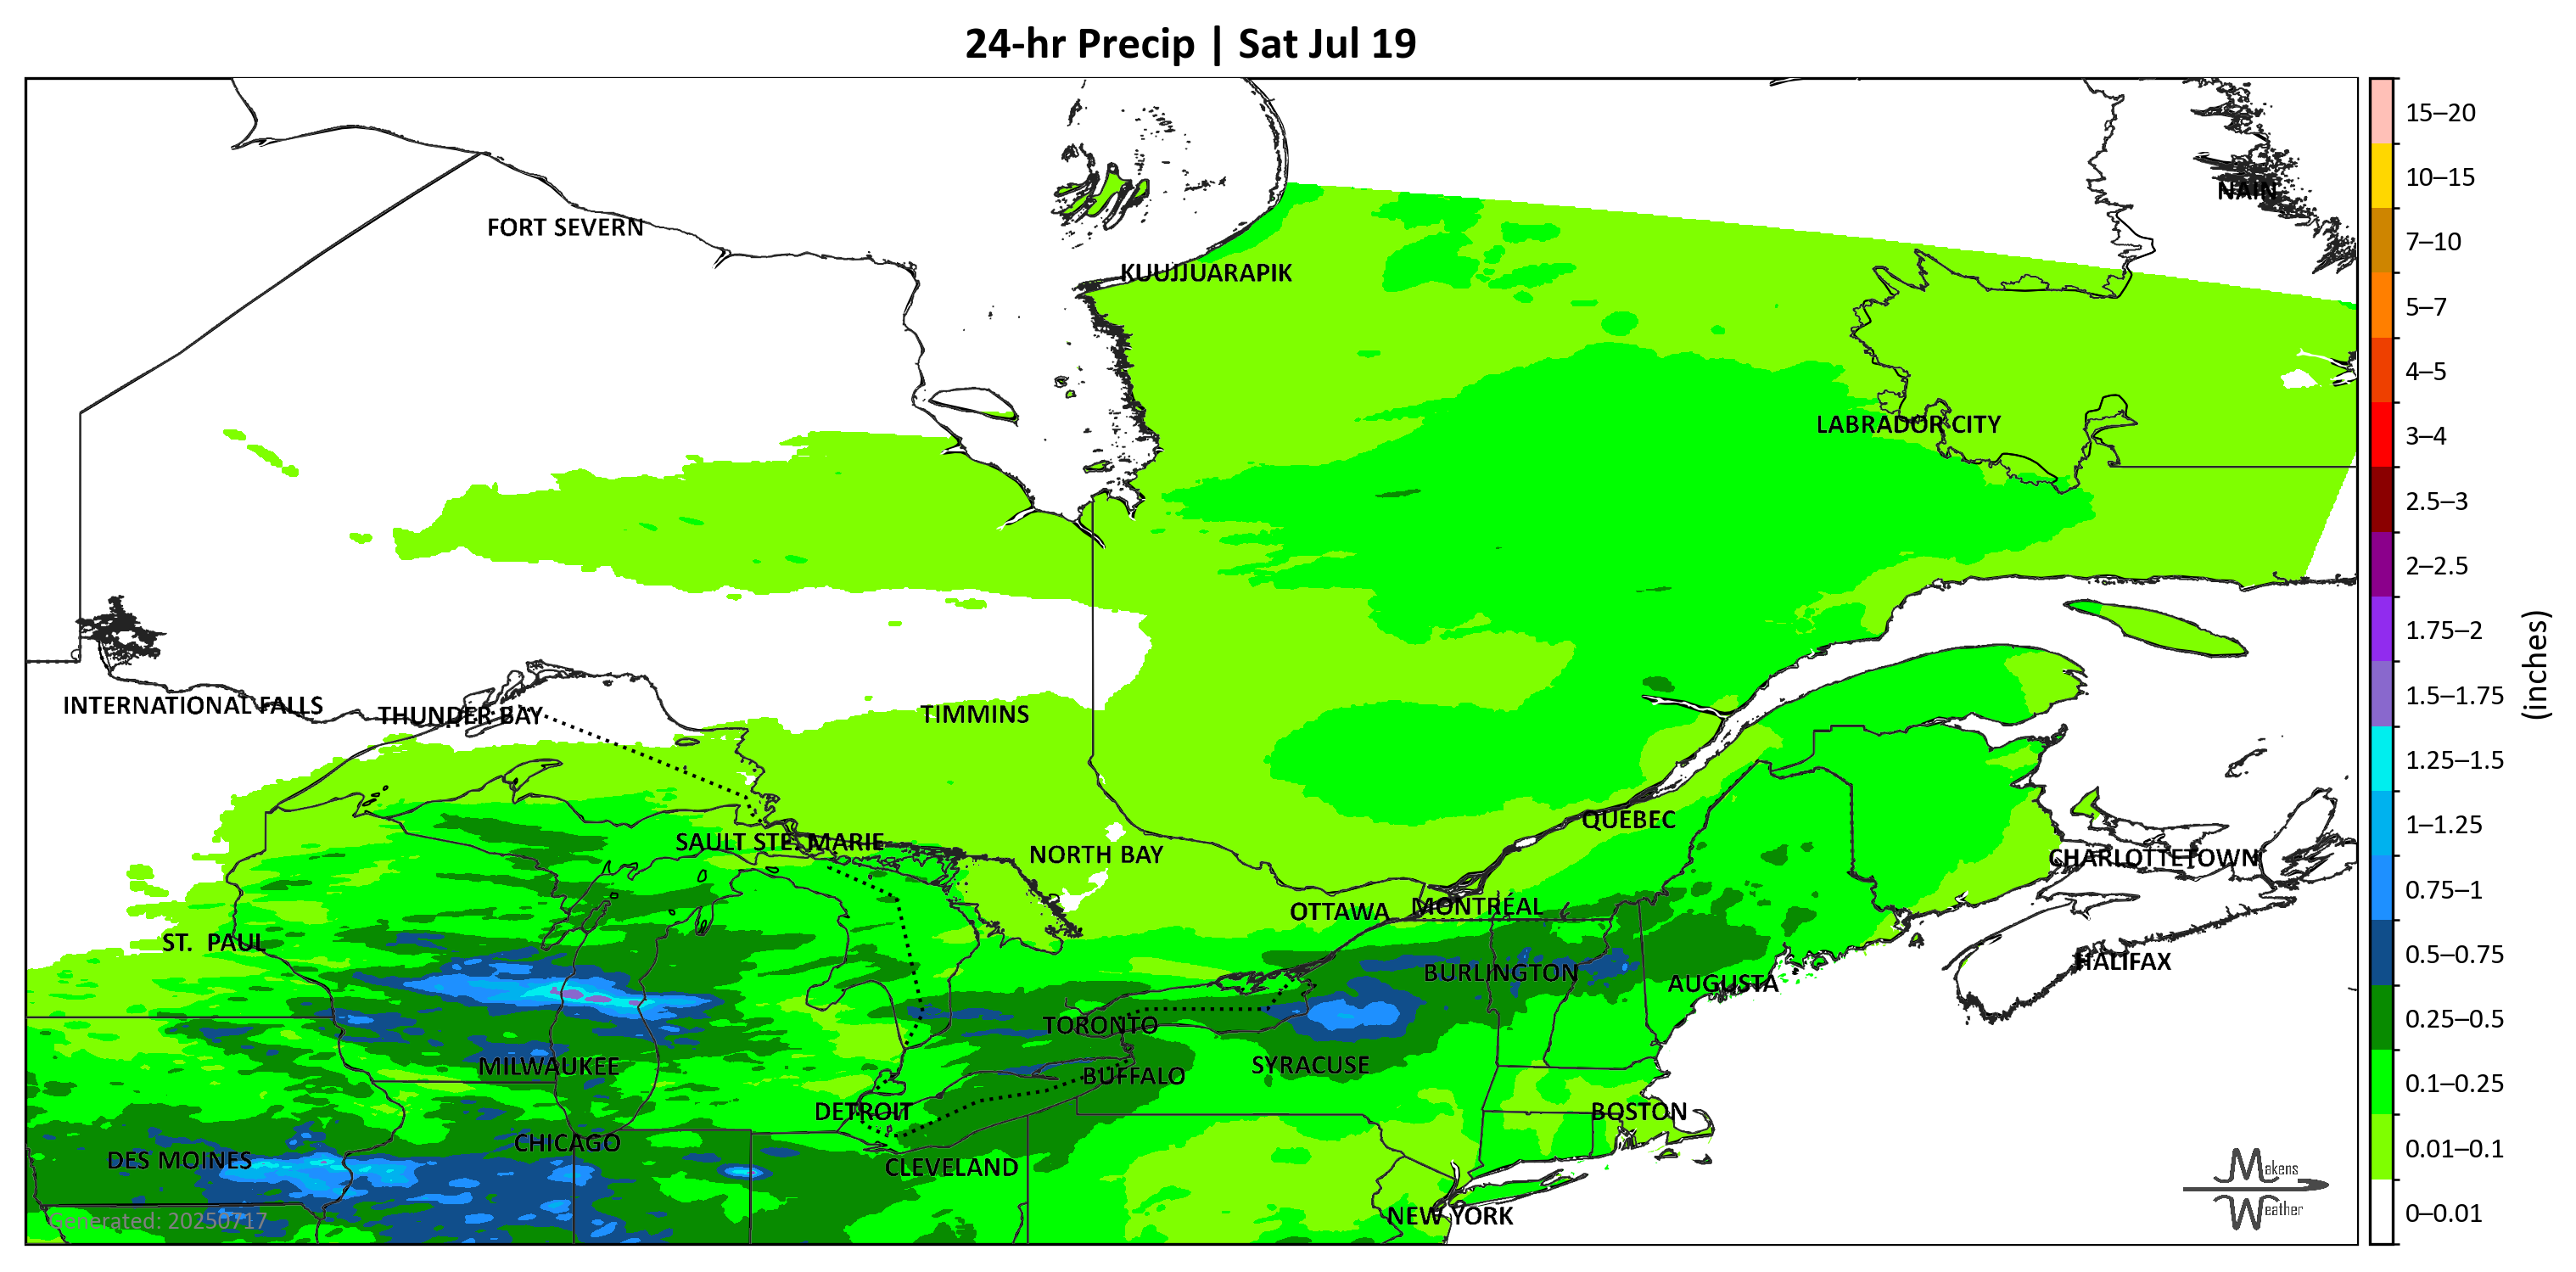 24-hr Precip | Sat Jul 19
15–20
10–15
NAIN
FORT SEVERN
7–10
KUUJJUARAPIK
5–7
4–5
LABRADOR CITY
3–4
2.5–3
2–2.5
1.75–2
(inches)
1.5–1.75
INTERNATIONAL FALLS
THUNDER BAY
TIMMINS
1.25–1.5
1–1.25
QUEBEC
SAULT STE. MARIE
NORTH BAY
CHARLOTTETOWN
0.75–1
OTTAWA
MONTRÉAL
ST. PAUL
0.5–0.75
HALIFAX
BURLINGTON
AUGUSTA
0.25–0.5
TORONTO
MILWAUKEE
SYRACUSE
BUFFALO
0.1–0.25
DETROIT
BOSTON
CHICAGO
0.01–0.1
DES MOINES
CLEVELAND
Makens
Weather
NEW YORK
0–0.01
Generated: 20250717